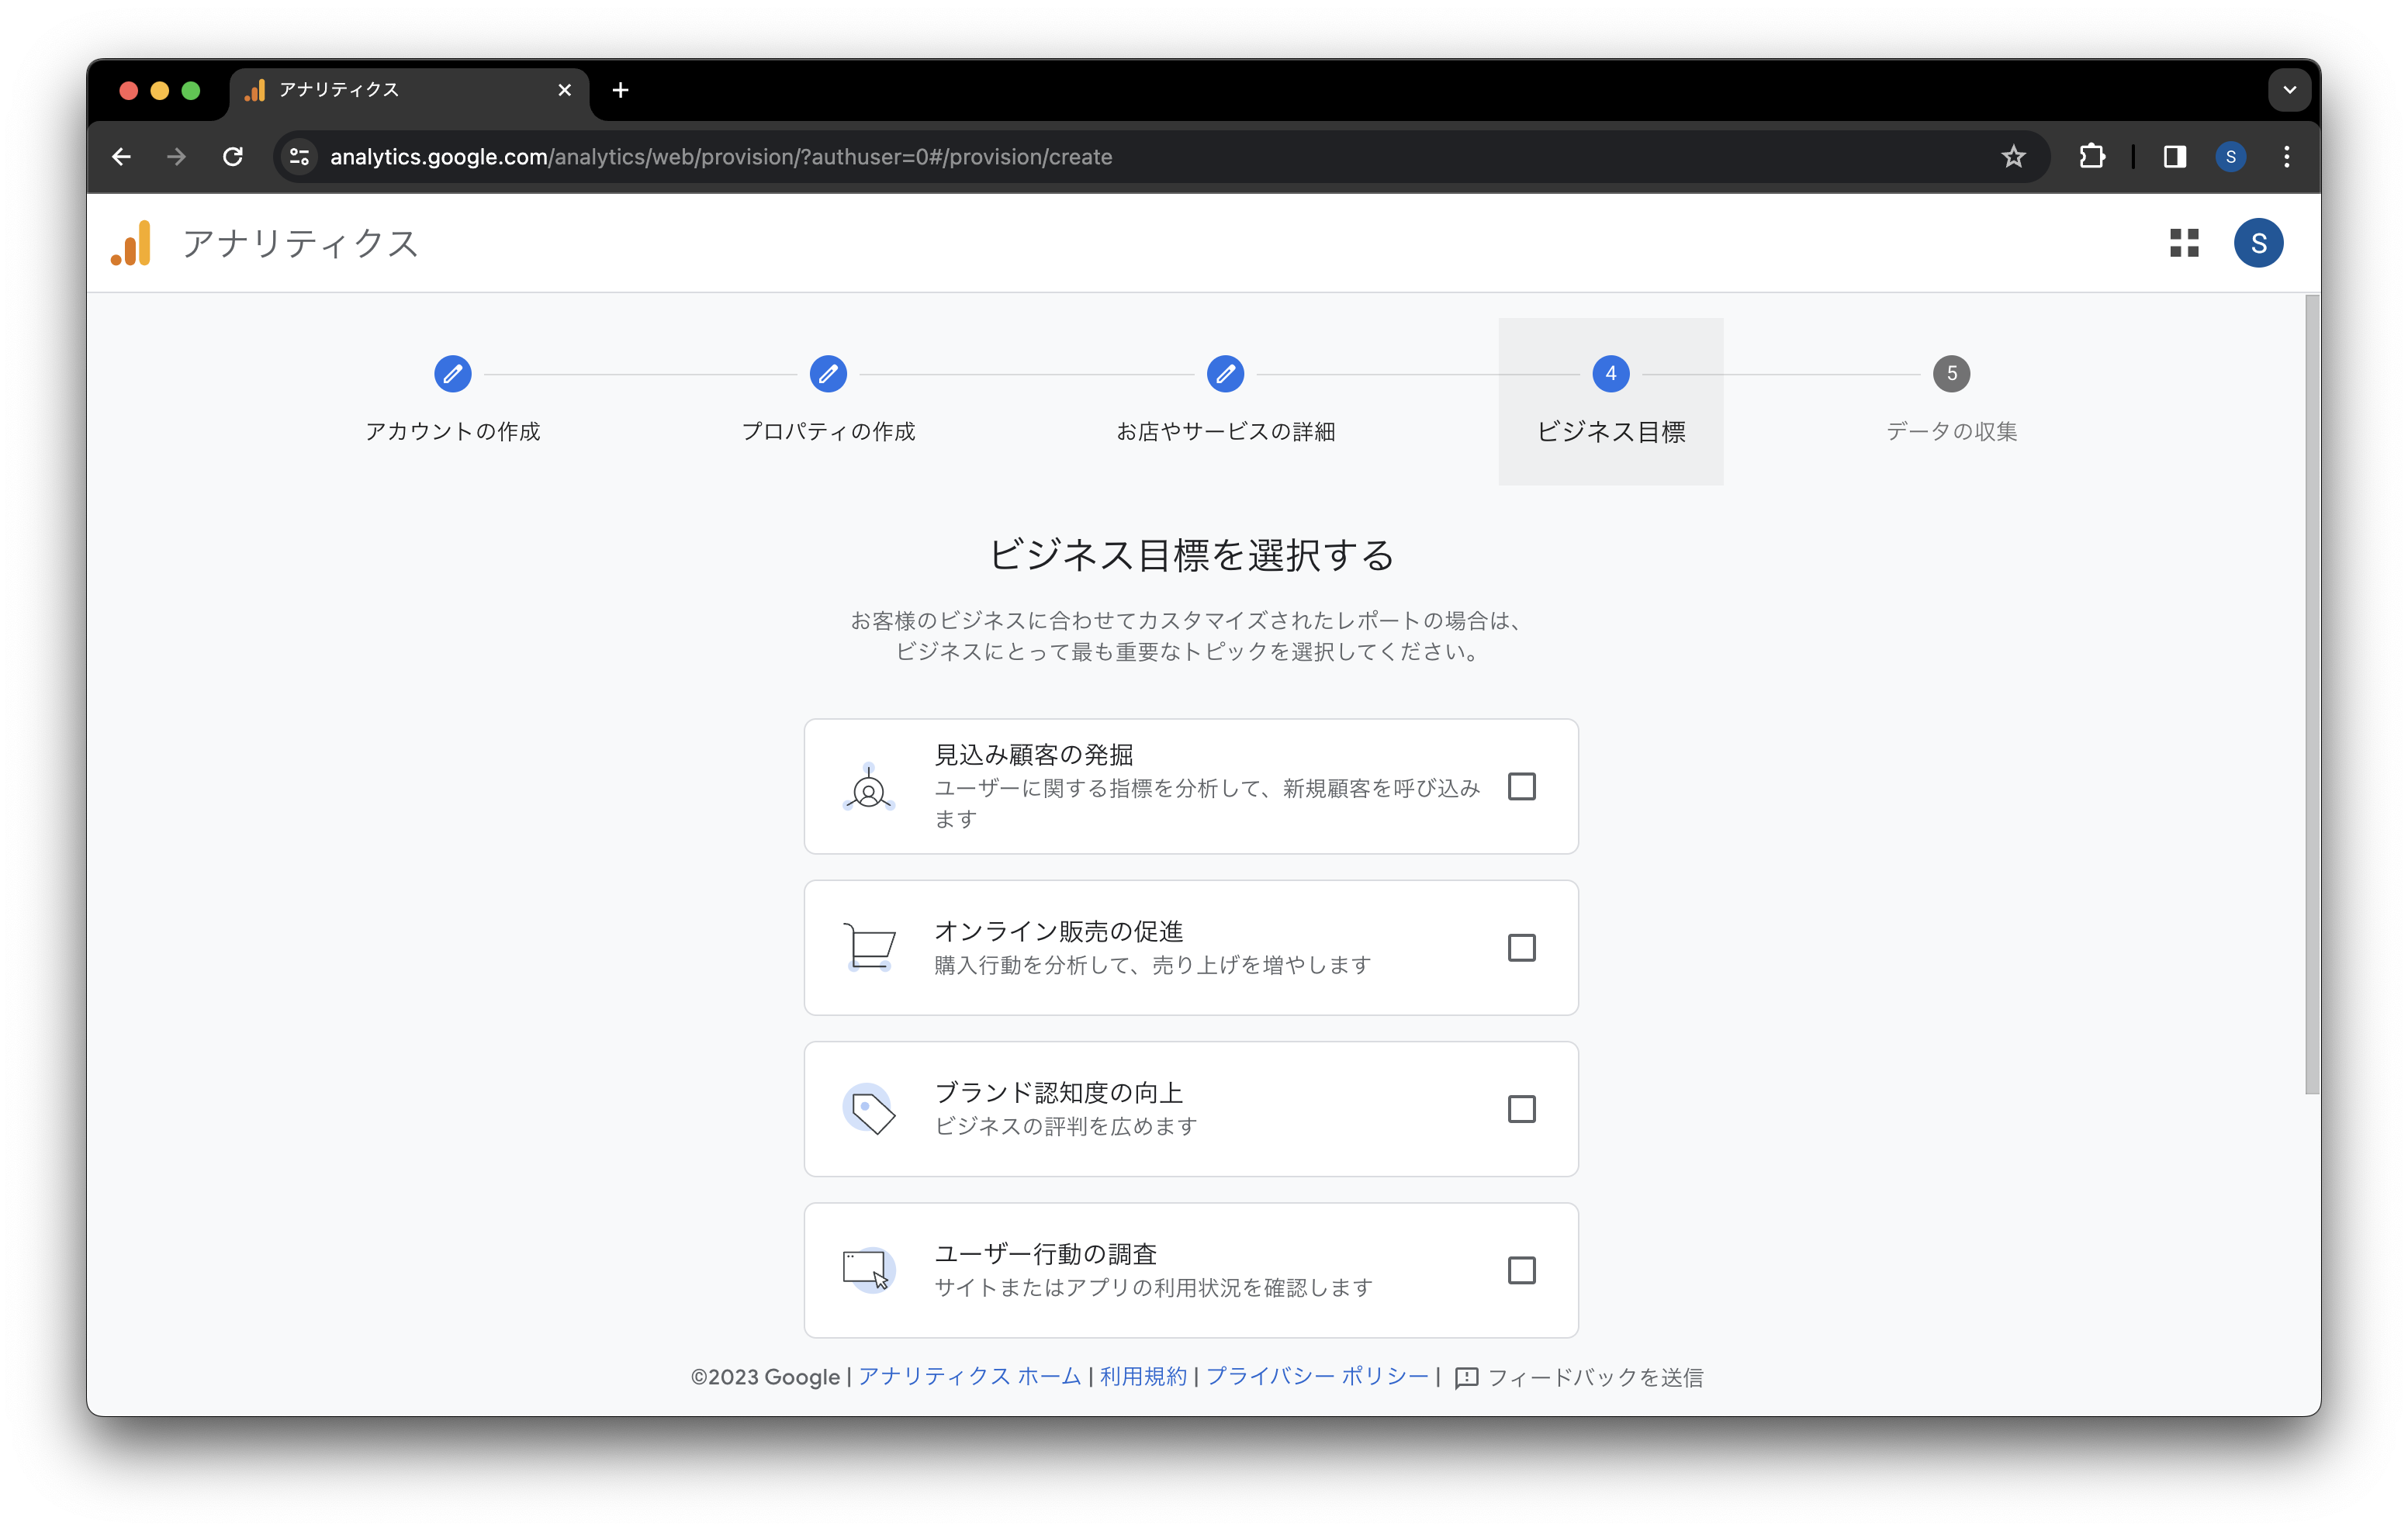 アナリティクス
analytics.google.com/analytics/web/provision/?authuser=0#/provision/create
S
アナリティクス
S
4
5
アカウントの作成
プロパティの作成
お店やサービスの詳細
ビジネス目標
データの収集
ビジネス目標を選択する
お客様のビジネスに合わせてカスタマイズされたレポートの場合は、
ビジネスにとって最も重要なトピックを選択してください。
見込み顧客の発掘
ユーザーに関する指標を分析して、新規顧客を呼び込み
ます
オンライン販売の促進
購入行動を分析して、売り上げを増やします
ブランド認知度の向上
ビジネスの評判を広めます
ユーザー行動の調査
サイトまたはアプリの利用状況を確認します
©2023 Google | アナリティクス ホーム | 利用規約 | プライバシー ポリシー | フィードバックを送信